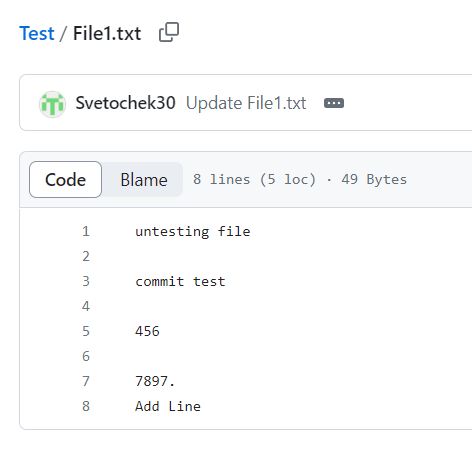 Test / File1.txt
Svetochek30 Update File1.txt
Code Blame 8 lines (5 loc) · 49 Bytes
1 untesting file
2
3 commit test
4
5 456
6
7 7897.
8 Add Line